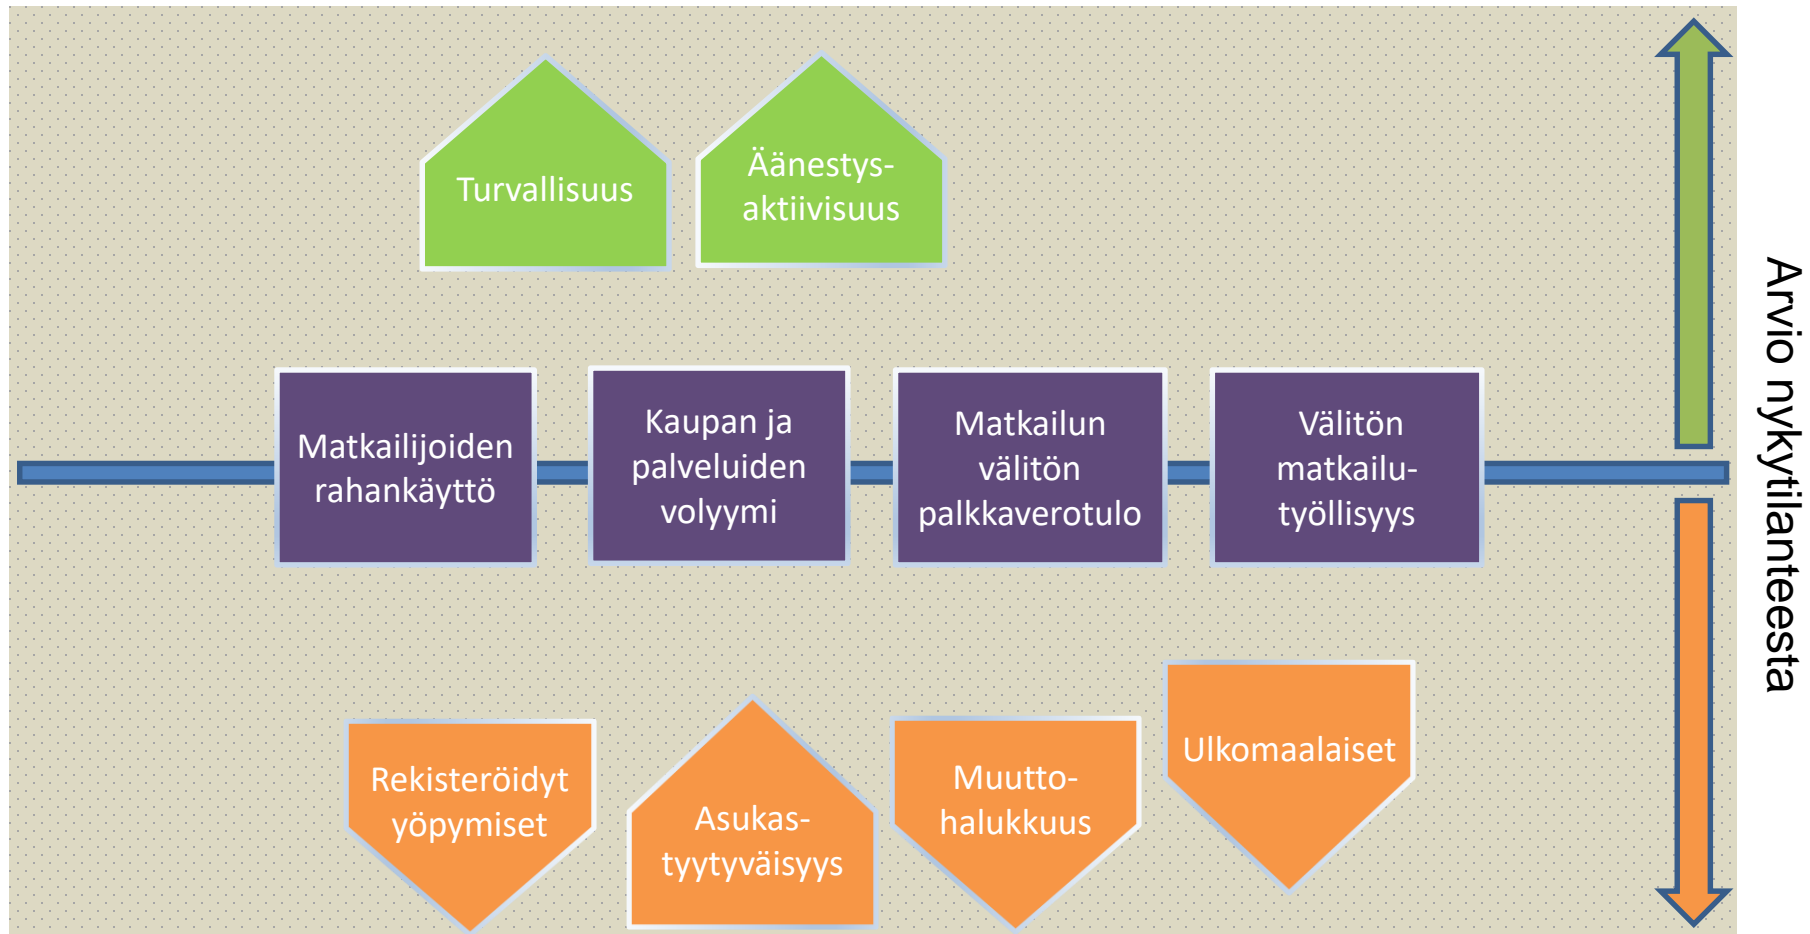 Turvallisuus
Äänestys-
aktiivisuus
Matkailijoiden
rahankäyttö
Kaupan ja
palveluiden
volyymi
Matkailun
välitön
palkkaverotulo
Välitön
matkailu-
työllisyys
Rekisteröidyt
yöpymiset
Asukas-
tyytyväisyys
Muutto-
halukkuus
Ulkomaalaiset
Arvio nykytilanteesta